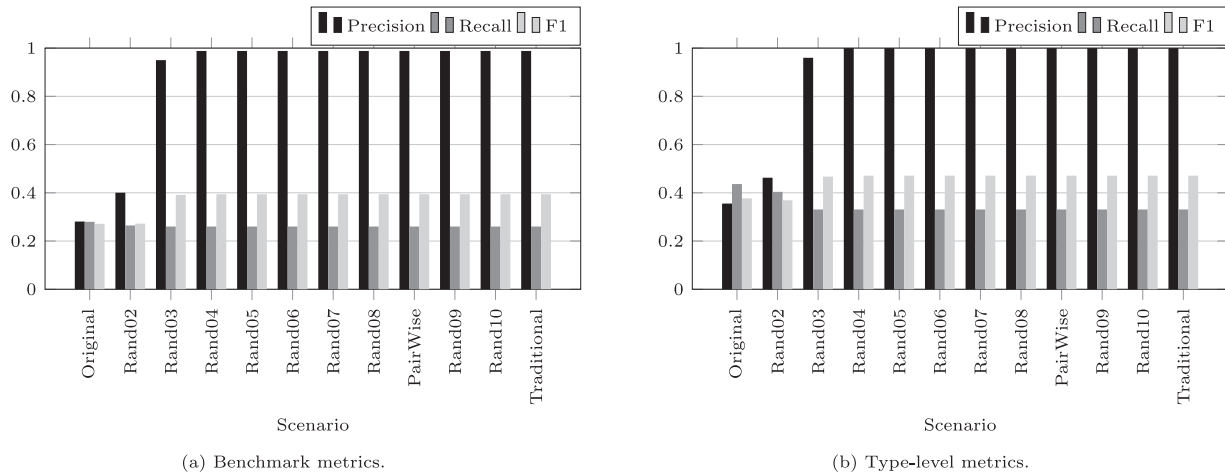 Precision Recall F1
1
0.8
0.6
0.4
0.2
0
Original
Rand02
Rand03
Rand04
Rand05
Rand06
Rand07
Rand08
PairWise
Rand09
Rand10
Traditional
Scenario
(a) Benchmark metrics.
Precision Recall F1
1
0.8
0.6
0.4
0.2
0
Original
Rand02
Rand03
Rand04
Rand05
Rand06
Rand07
Rand08
PairWise
Rand09
Rand10
Traditional
Scenario
(b) Type-level metrics.